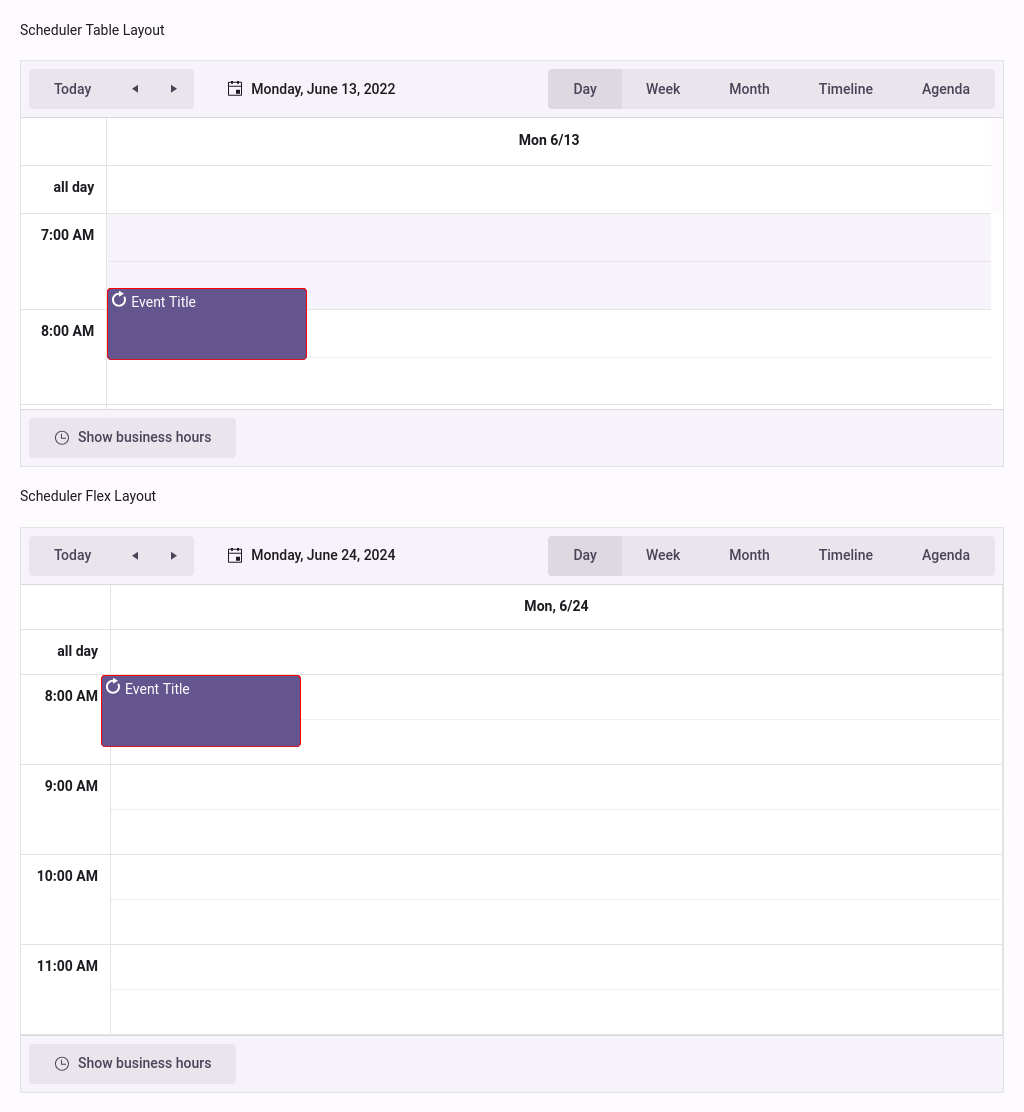 Scheduler Table Layout
Today Monday, June 13, 2022 Day Week Month Timeline Agenda
Mon 6/13
all day
7:00 AM
Event Title
8:00 AM
Show business hours
Scheduler Flex Layout
Today Monday, June 24, 2024 Day Week Month Timeline Agenda
Mon, 6/24
all day
8:00 AM Event Title
9:00 AM
10:00 AM
11:00 AM
Show business hours